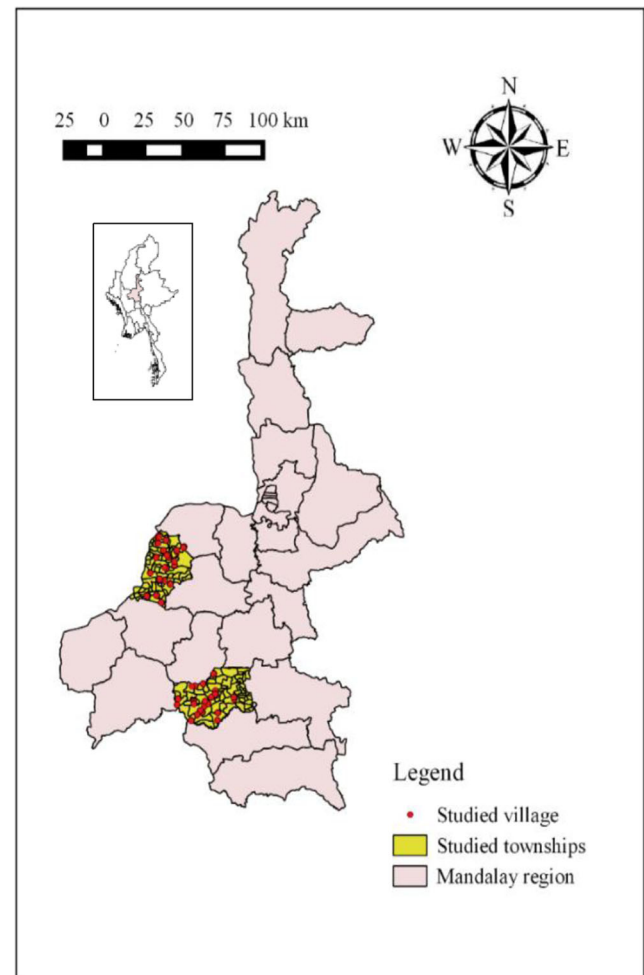 N
25 0 25 50 75 100 km
W E
S
Legend
Studied village
Studied townships
Mandalay region